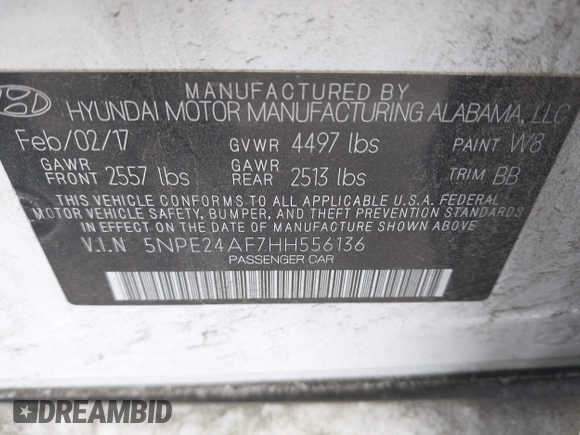 MANUFACTURED BY
HYUNDAI MOTOR MANUFACTURING ALABAMA, LLC
Feb/02/17 GVWR 4497 lbs PAINT W8
GAWR FRONT 2557 lbs GAWR REAR 2513 lbs TRIM BB
THIS VEHICLE CONFORMS TO ALL APPLICABLE U.S.A. FEDERAL
MOTOR VEHICLE SAFETY, BUMPER, AND THEFT PREVENTION STANDARDS
IN EFFECT ON THE DATE OF MANUFACTURE SHOWN ABOVE.
V.I.N 5NPE24AF7HH556136
PASSENGER CAR
DREAMBID